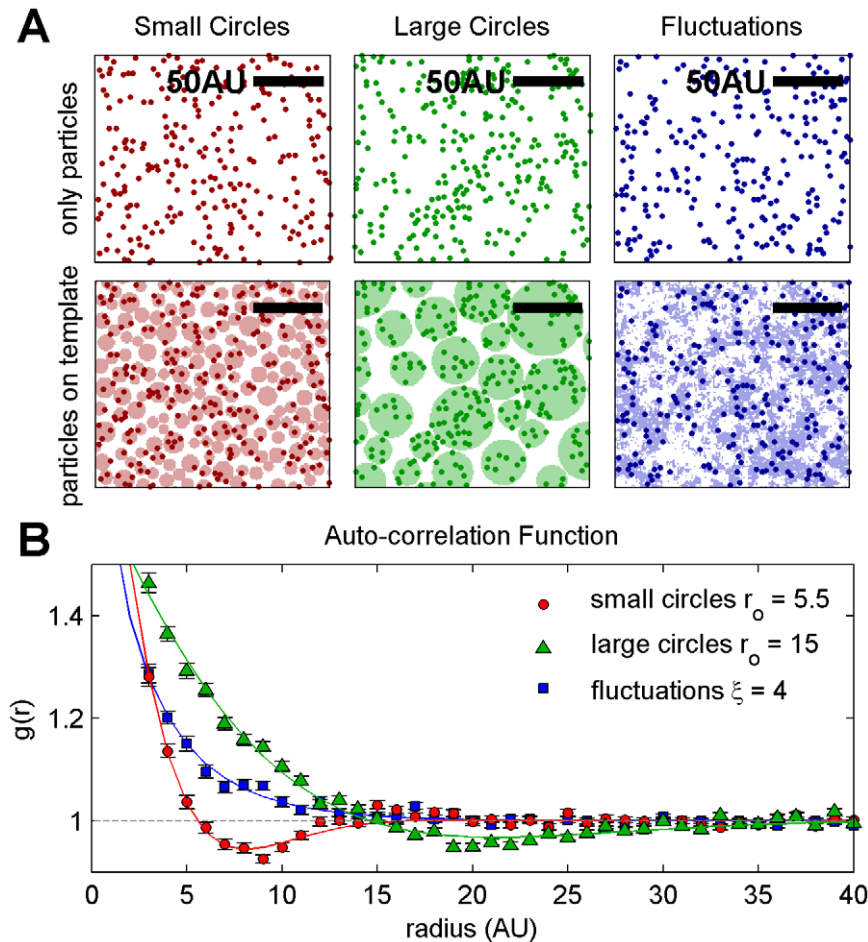 A
Small Circles
Large Circles
Fluctuations
only particles
50AU
50AU
50AU
particles on template
B
Auto-correlation Function
g(r)
1.4
1.2
1
small circles r_o = 5.5
large circles r_o = 15
fluctuations ξ = 4
0 5 10 15 20 25 30 35 40
radius (AU)